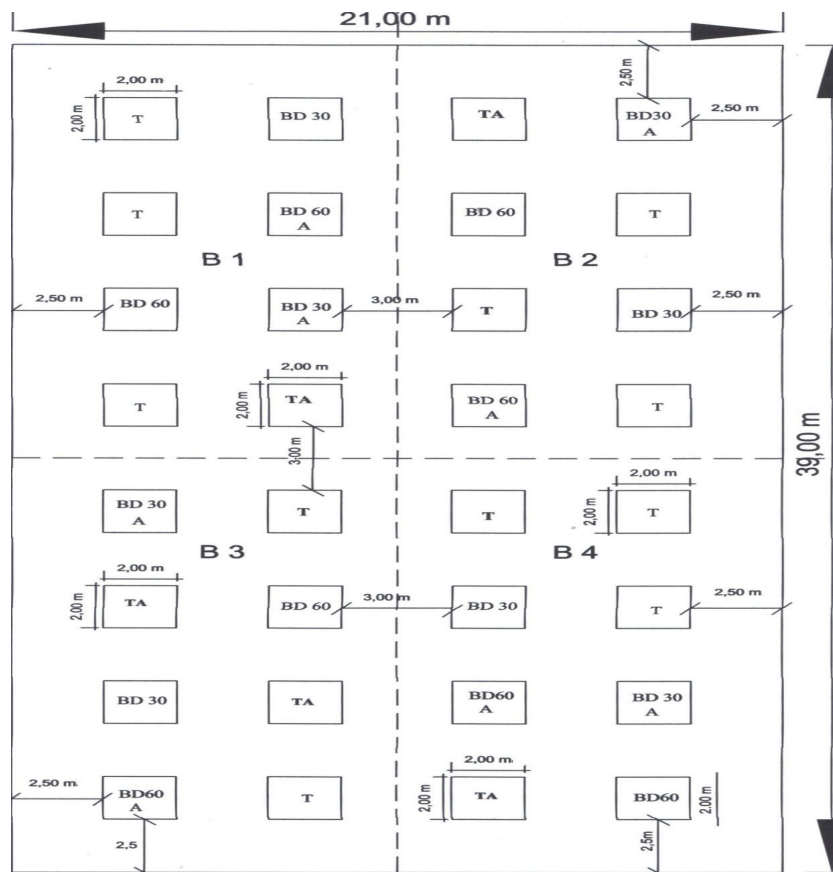 21,00 m
2,00 m
2,50 m
2,00 m
T
BD 30
TA
BD30
A
2,50 m
T
BD 60
A
BD 60
T
B 1
B 2
2,50 m
BD 60
BD 30
A
3,00 m
T
BD 30
2,50 m
2,00 m
T
2,00 m
TA
BD 60
A
T
39,00 m
3,00 m
2,00 m
BD 30
A
T
T
2,00 m
T
B 3
B 4
2,00 m
2,00 m
TA
BD 60
3,00 m
BD 30
T
2,50 m
BD 30
TA
BD60
A
BD 30
A
2,00 m
2,50 m
BD60
A
T
2,00 m
TA
BD60
2.00 m
2,5
2,5m